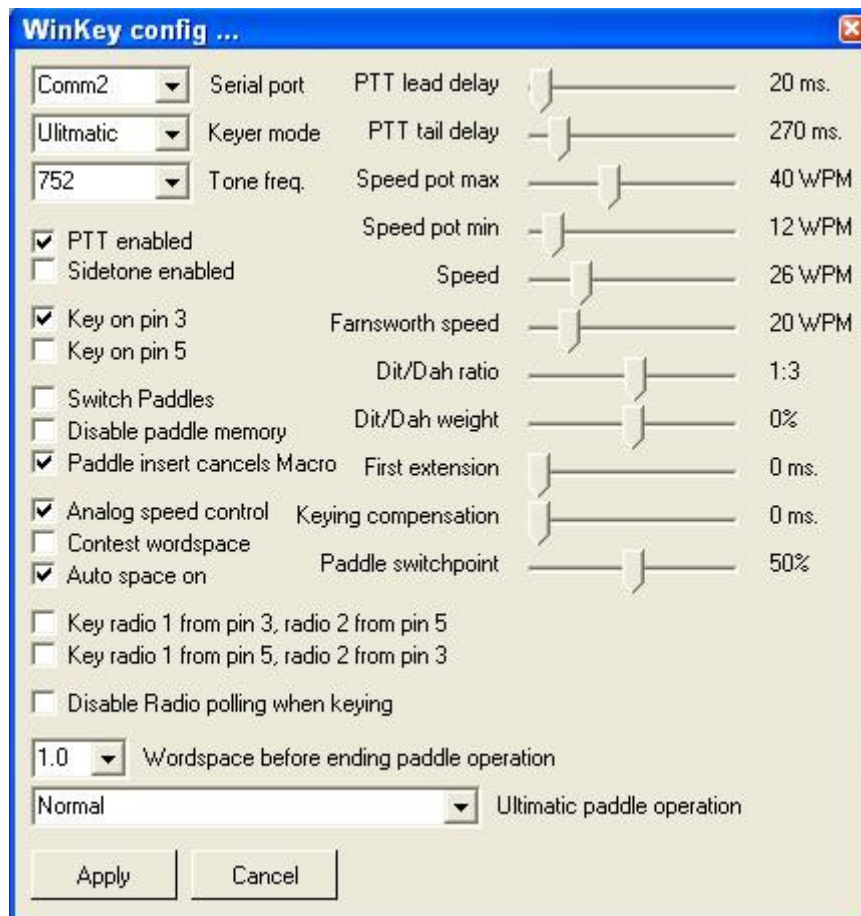 WinKey config ...
Comm2 Serial port PTT lead delay 20 ms.
Ulitmatic Keyer mode PTT tail delay 270 ms.
752 Tone freq. Speed pot max 40 WPM
Speed pot min 12 WPM
PTT enabled
Sidetone enabled Speed 26 WPM
Key on pin 3 Farnsworth speed 20 WPM
Key on pin 5
Dit/Dah ratio 1:3
Switch Paddles
Disable paddle memory Dit/Dah weight 0%
Paddle insert cancels Macro First extension 0 ms.
Analog speed control Keying compensation 0 ms.
Contest wordspace
Auto space on Paddle switchpoint 50%
Key radio 1 from pin 3, radio 2 from pin 5
Key radio 1 from pin 5, radio 2 from pin 3
Disable Radio polling when keying
1.0 Wordspace before ending paddle operation
Normal Ultimatic paddle operation
Apply Cancel